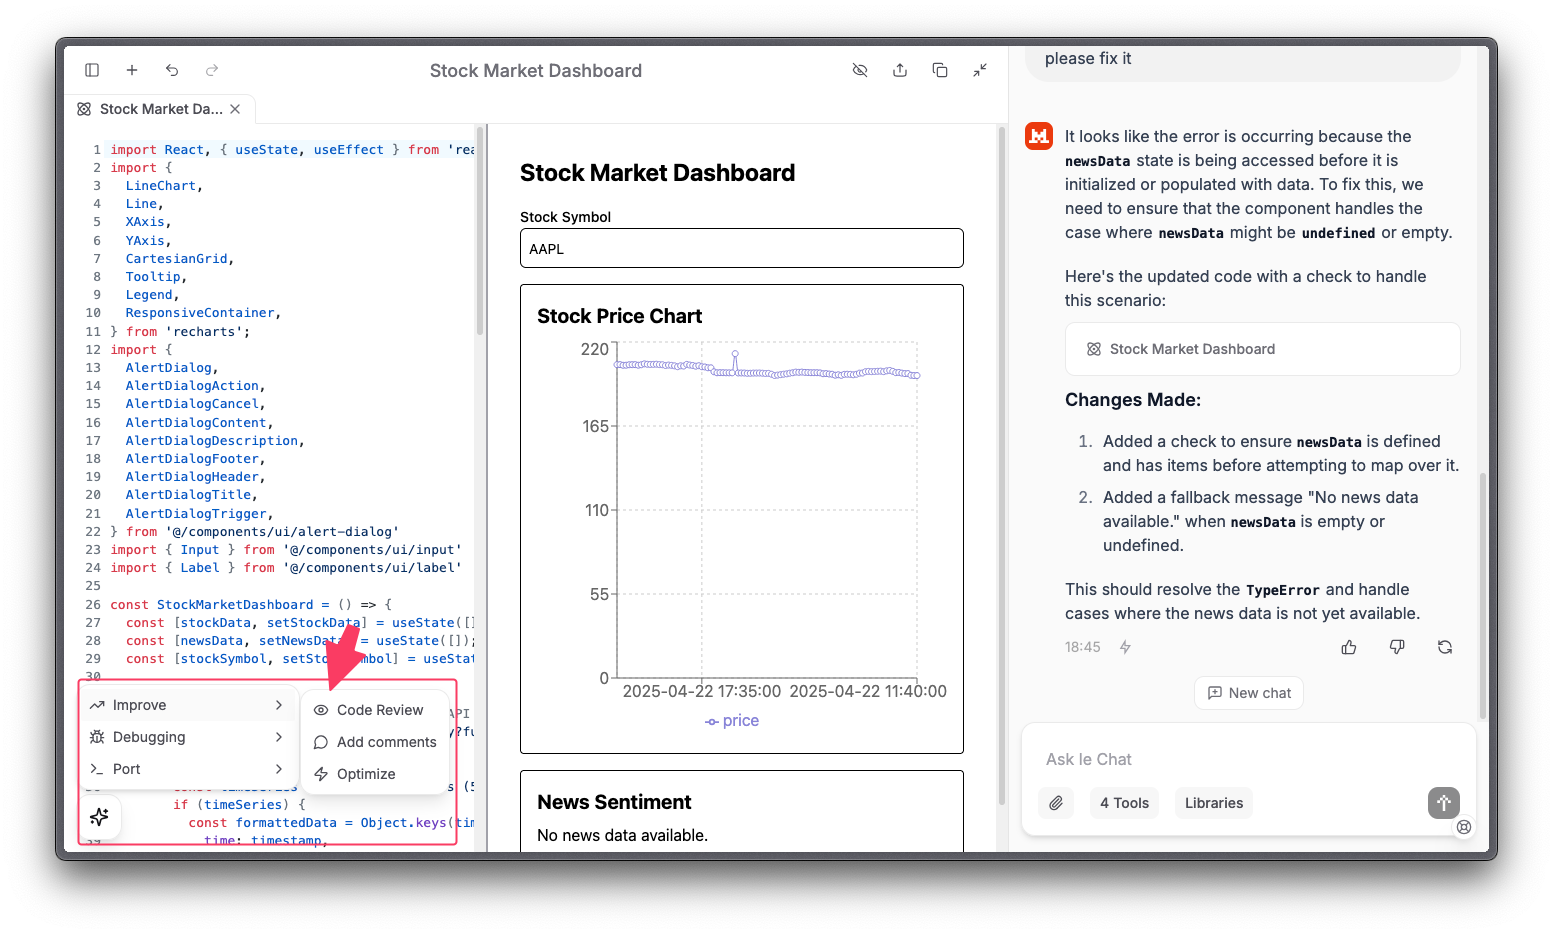 Stock Market Dashboard
Stock Market Da...
1 import React, { useState, useEffect } from 'rea
2 import {
3 LineChart,
4 Line,
5 XAxis,
6 YAxis,
7 CartesianGrid,
8 Tooltip,
9 Legend,
10 ResponsiveContainer,
11 } from 'recharts';
12 import {
13 AlertDialog,
14 AlertDialogAction,
15 AlertDialogCancel,
16 AlertDialogContent,
17 AlertDialogDescription,
18 AlertDialogFooter,
19 AlertDialogHeader,
20 AlertDialogTitle,
21 AlertDialogTrigger,
22 } from '@/components/ui/alert-dialog'
23 import { Input } from '@/components/ui/input'
24 import { Label } from '@/components/ui/label'
25
26 const StockMarketDashboard = () => {
27 const [stockData, setStockData] = useState([]
28 const [newsData, setNewsData = useState([]);
29 const [stockSymbol, setSto mbol] = useStat
30
API
y?fu
s (5
if (timeSeries) {
const formattedData = Object.keys(tim
39 time: timestamp,
Improve
Debugging
Port
Code Review
Add comments
Optimize
Stock Market Dashboard
Stock Symbol
AAPL
Stock Price Chart
220
165
110
55
0
2025-04-22 17:35:00 2025-04-22 11:40:00
price
News Sentiment
No news data available.
please fix it
It looks like the error is occurring because the
newsData state is being accessed before it is
initialized or populated with data. To fix this, we
need to ensure that the component handles the
case where newsData might be undefined or empty.
Here's the updated code with a check to handle
this scenario:
Stock Market Dashboard
Changes Made:
1. Added a check to ensure newsData is defined
and has items before attempting to map over it.
2. Added a fallback message "No news data
available." when newsData is empty or
undefined.
This should resolve the TypeError and handle
cases where the news data is not yet available.
18:45
New chat
Ask le Chat
4 Tools
Libraries